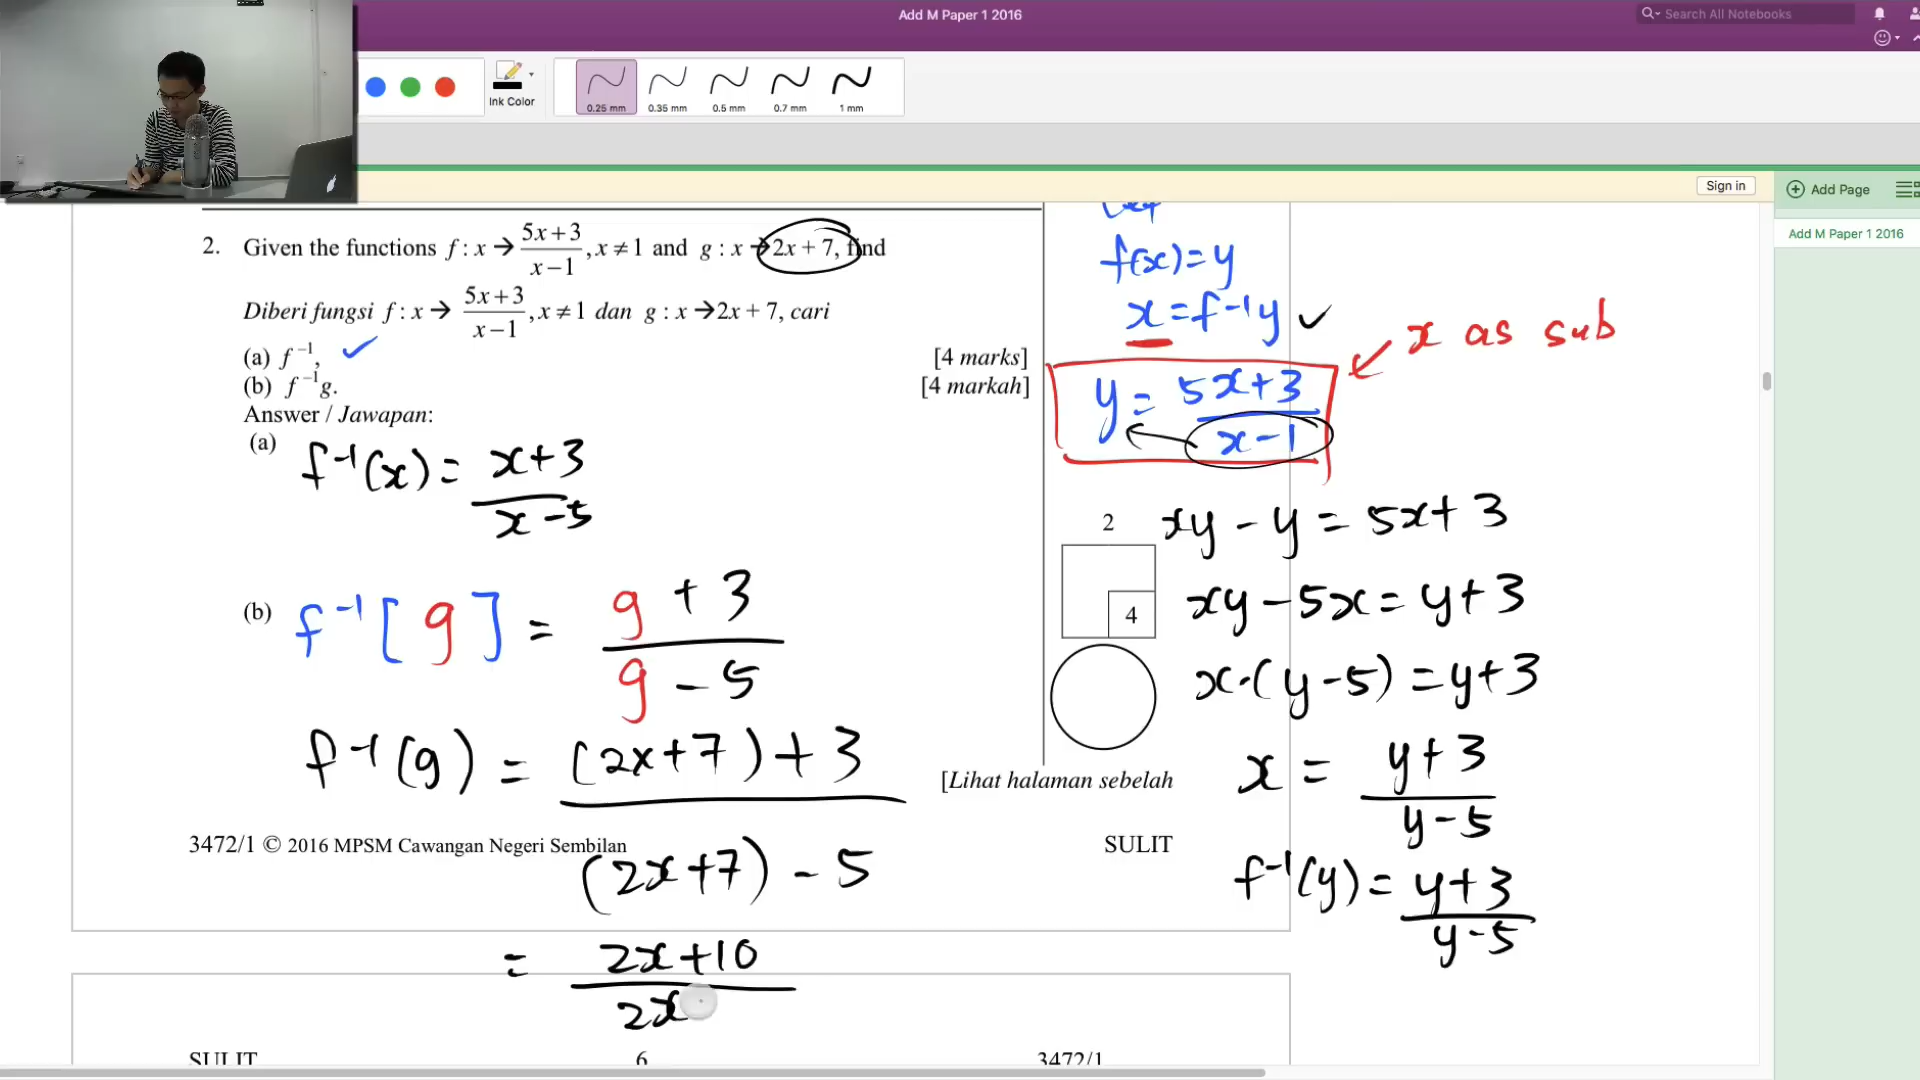 Add M Paper 1 2016
Search All Notebooks
Ink Color
0.25 mm 0.35 mm 0.5 mm 0.7 mm 1 mm
Sign in
Add Page
Add M Paper 1 2016
2. Given the functions f : x → 5x + 3 / x − 1 , x ≠ 1 and g : x → 2x + 7, find
Diberi fungsi f : x → 5x + 3 / x − 1 , x ≠ 1 dan g : x → 2x + 7, cari
(a) f⁻¹,
[4 marks]
(b) f⁻¹g.
[4 markah]
Answer / Jawapan:
(a) f⁻¹(x) = x+3 / x−5
(b) f⁻¹[g] = g + 3 / g − 5
f⁻¹(g) = (2x+7)+3 / (2x+7) − 5
= 2x+10 / 2x
f(x)=y
x=f⁻¹y ✓
x as sub
y = 5x+3 / x−1
2
4
xy − y = 5x+3
xy − 5x = y+3
x·(y−5) = y+3
x = y+3 / y−5
f⁻¹(y) = y+3 / y−5
[Lihat halaman sebelah
3472/1 © 2016 MPSM Cawangan Negeri Sembilan
SULIT
SULIT
6
3472/1